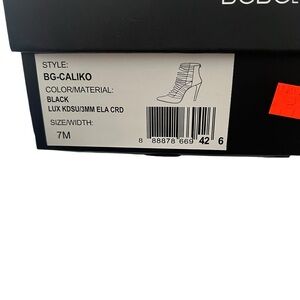 STYLE:
BG-CALIKO
COLOR/MATERIAL:
BLACK
LUX KDSU/3MM ELA CRD
SIZE/WIDTH:
7M
8 88878 669 42 6